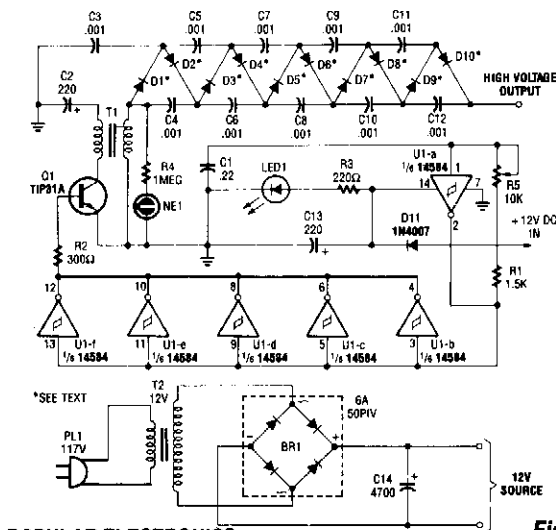 C3 .001
C5 .001
C7 .001
C9 .001
C11 .001
D1*
D2*
D3*
D4*
D5*
D6*
D7*
D8*
D9*
D10*
HIGH VOLTAGE
OUTPUT
C2
220
+
T1
C4
.001
C6
.001
C8
.001
C10
.001
C12
.001
Q1
TIP31A
R4
1MEG
NE1
C1
.22
LED1
R3
220Ω
U1-a
1/6 14584
14
1
7
2
R5
10K
+12V DC
1N
D11
1N4007
C13
220
+
R1
1.5K
R2
300Ω
12
10
8
6
4
13
U1-f
1/6 14584
11
U1-e
1/6 14584
9
U1-d
1/6 14584
5
U1-c
1/6 14584
3
U1-b
1/6 14584
*SEE TEXT
T2
12V
PL1
117V
6A
50PIV
BR1
~
-
+
~
C14
4700
+
12V
SOURCE